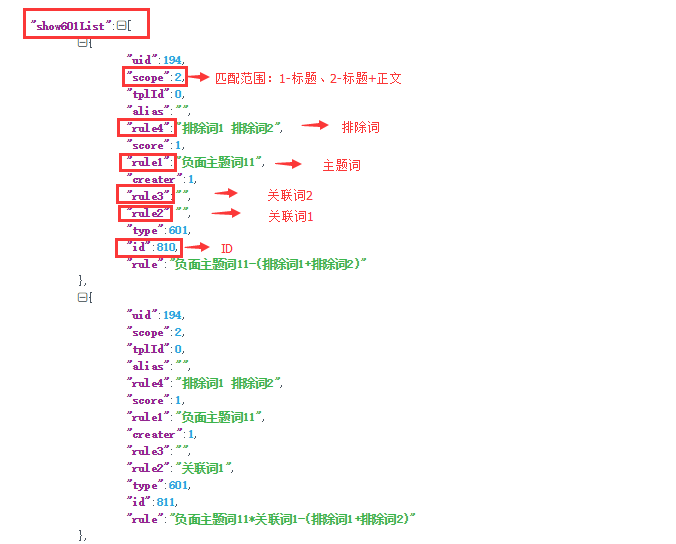 "show601List":[
{
"uid":194,
"scope":2, 匹配范围：1-标题、2-标题+正文
"tplId":0,
"alias":"",
"rule4":"排除词1 排除词2", 排除词
"score":1,
"rule1":"负面主题词11", 主题词
"creater":1,
"rule3":"", 关联词2
"rule2":"", 关联词1
"type":601,
"id":810, ID
"rule":"负面主题词11-(排除词1+排除词2)"
},
{
"uid":194,
"scope":2,
"tplId":0,
"alias":"",
"rule4":"排除词1 排除词2",
"score":1,
"rule1":"负面主题词11",
"creater":1,
"rule3":"",
"rule2":"关联词1",
"type":601,
"id":811,
"rule":"负面主题词11*关联词1-(排除词1+排除词2)"
},